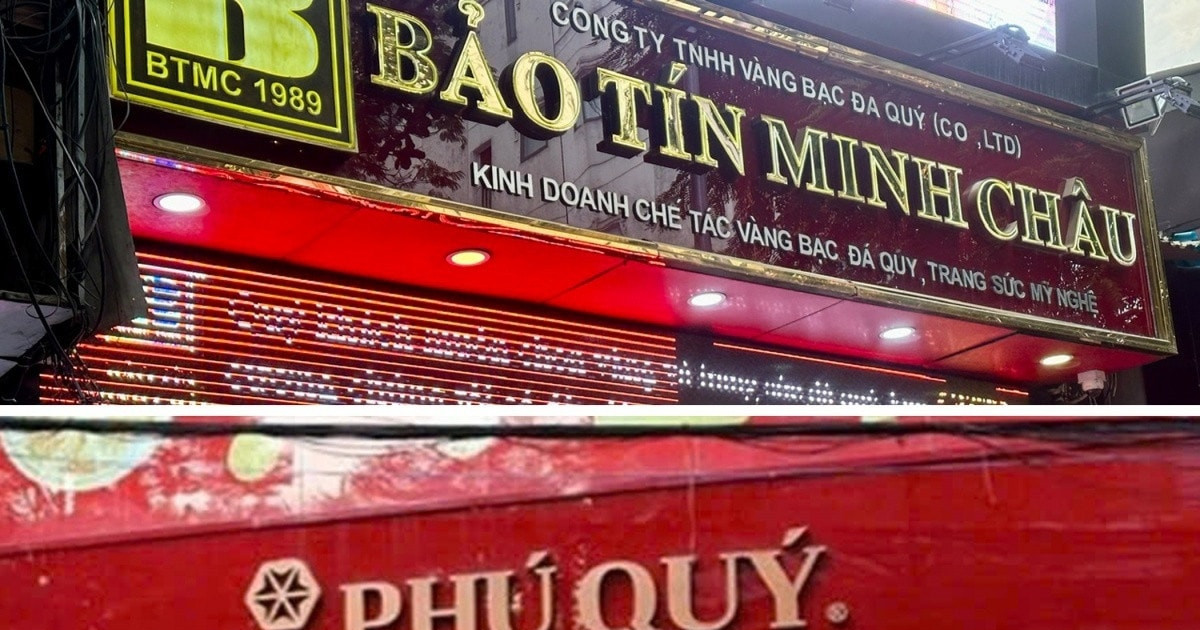 B
BTMC 1989
CÔNG TY TNHH VÀNG BẠC ĐA QUÝ (CO ,LTD)
BẢO TÍN MINH CHÂU
KINH DOANH CHẾ TÁC VÀNG BẠC ĐÁ QUÝ, TRANG SỨC MỸ NGHỆ
PHÚ QUÝ ®